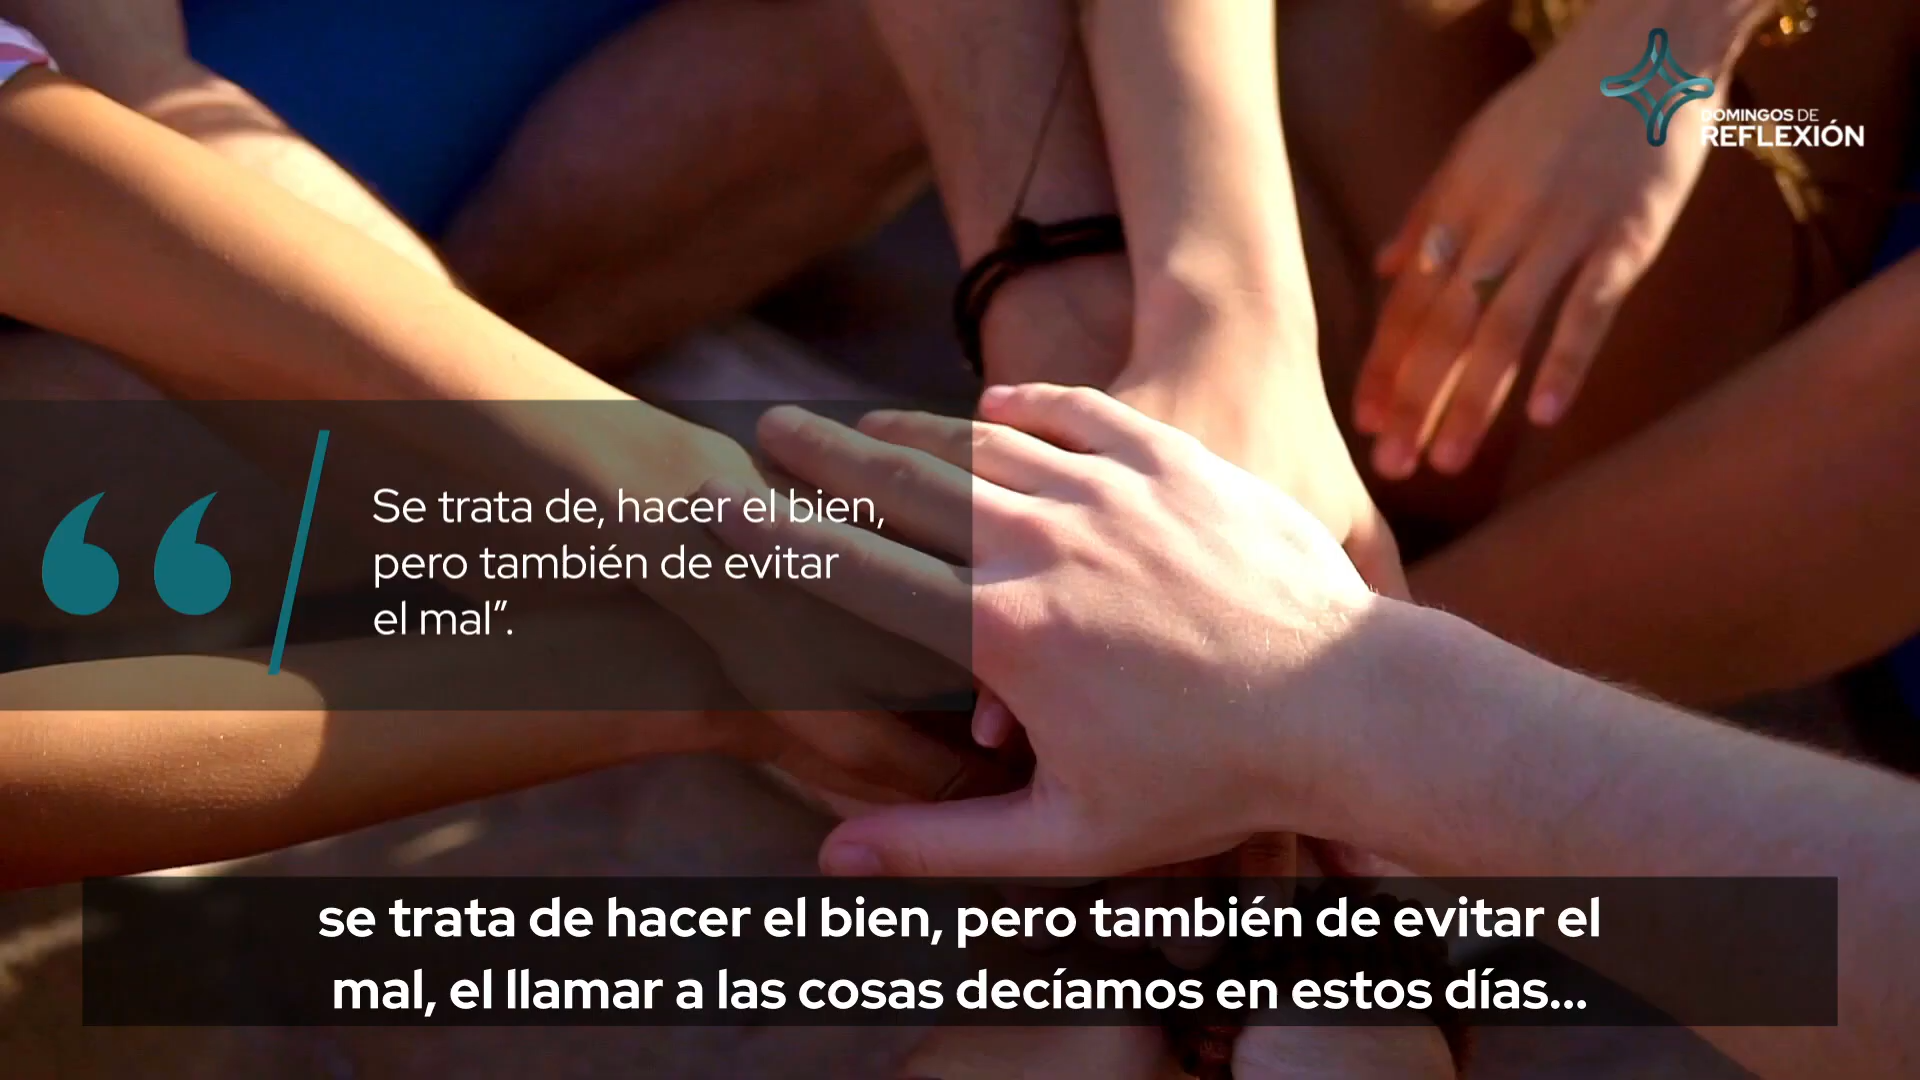 DOMINGOS DE
REFLEXIÓN
Se trata de, hacer el bien,
pero también de evitar
el mal”.
se trata de hacer el bien, pero también de evitar el
mal, el llamar a las cosas decíamos en estos días...